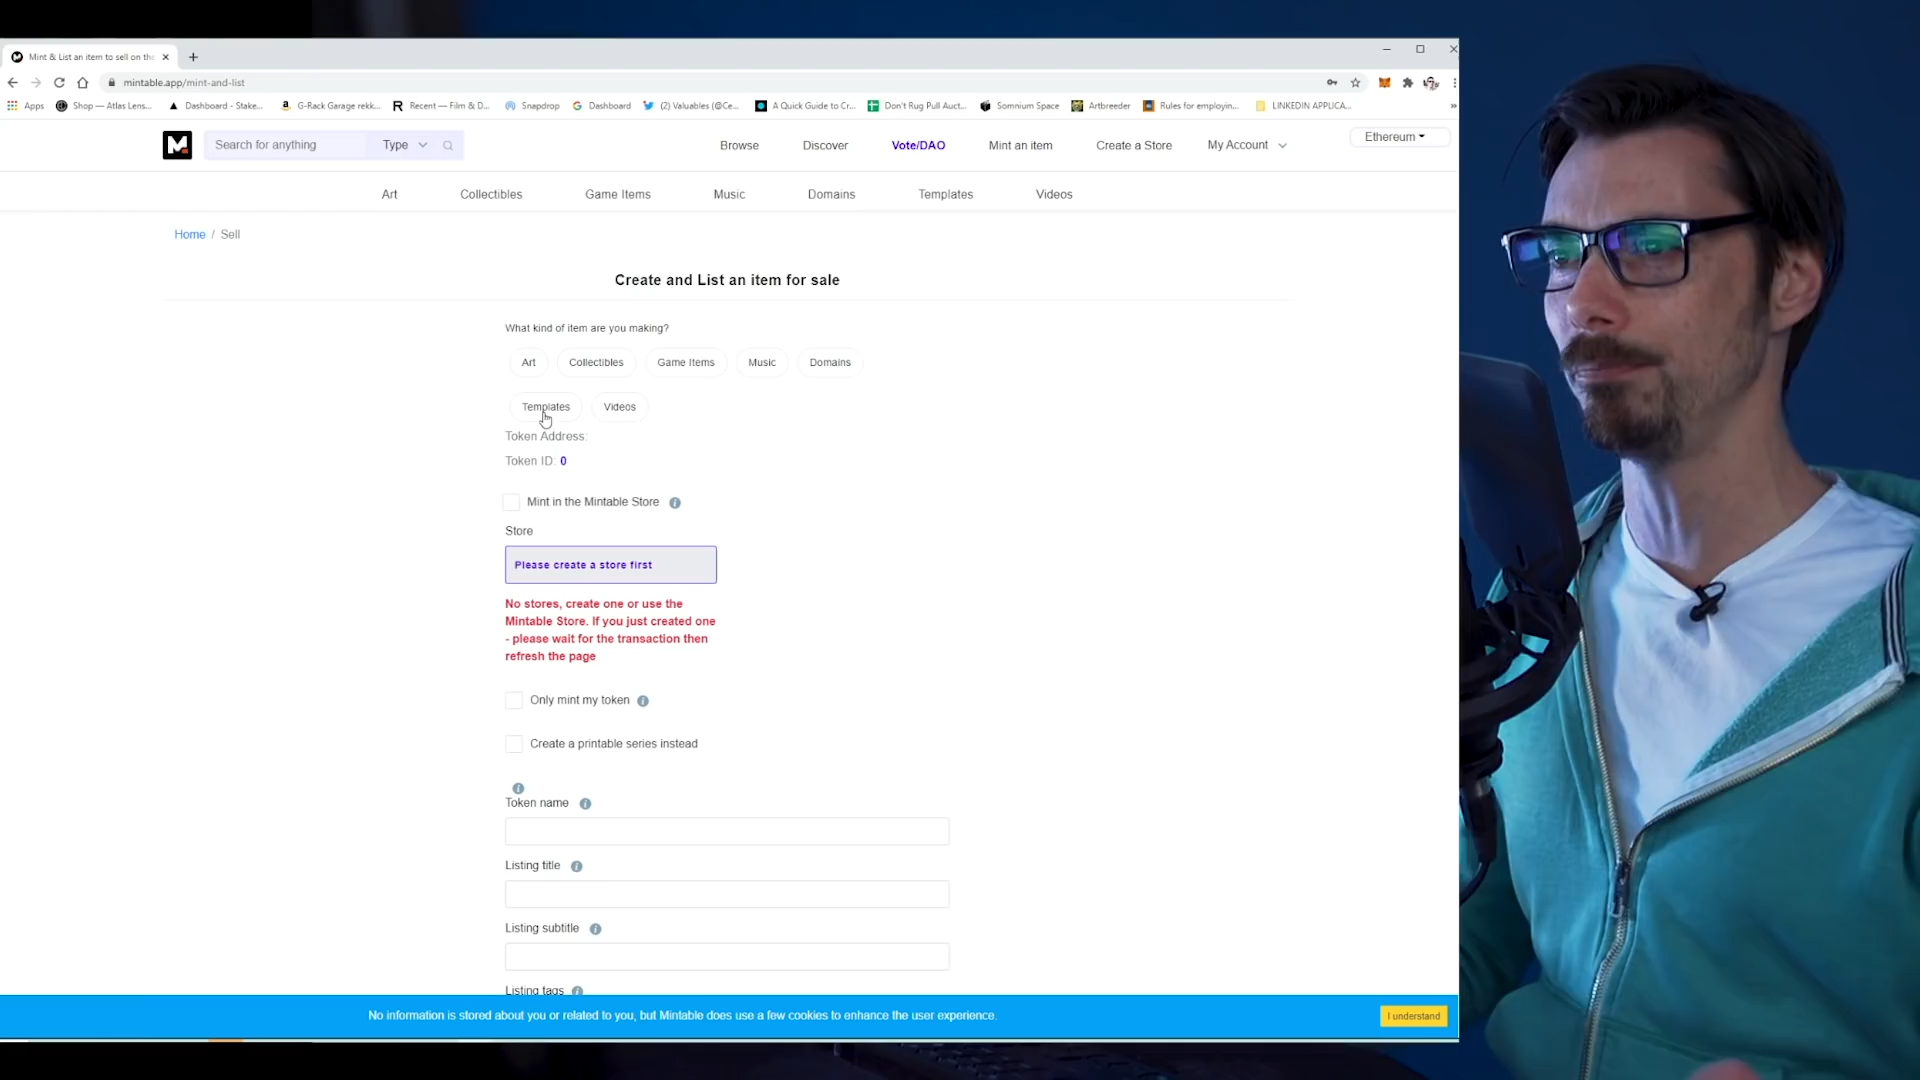 Mint & List an item to sell on the
mintable.app/mint-and-list
Apps Shop — Atlas Lens... Dashboard - Stake... G-Rack Garage rekk... Recent — Film & D... Snapdrop Dashboard (2) Valuables (@Ce... A Quick Guide to Cr... Don't Rug Pull Auct... Somnium Space Artbreeder Rules for employin... LINKEDIN APPLICA...
M
Search for anything Type Browse Discover Vote/DAO Mint an item Create a Store My Account Ethereum
Art Collectibles Game Items Music Domains Templates Videos
Home / Sell
Create and List an item for sale
What kind of item are you making?
Art Collectibles Game Items Music Domains
Templates Videos
Token Address:
Token ID: 0
Mint in the Mintable Store
Store
Please create a store first
No stores, create one or use the
Mintable Store. If you just created one
- please wait for the transaction then
refresh the page
Only mint my token
Create a printable series instead
Token name
Listing title
Listing subtitle
Listing tags
No information is stored about you or related to you, but Mintable does use a few cookies to enhance the user experience.
I understand